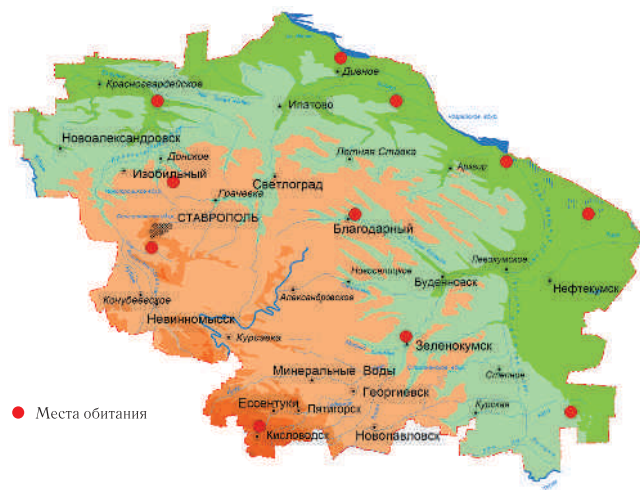 Дивное
Красногвардейское
Ипатово
Новоалександровск
Донское
Летняя Ставка
Арзгир
Изобильный
Светлоград
Грачевка
СТАВРОПОЛЬ
Благодарный
Левокумское
Новоселицкое
Буденновск
Нефтекумск
Александровское
Невинномысск
Курсавка
Зеленокумск
Минеральные Воды
Степное
Георгиевск
Ессентуки
Пятигорск
Курская
Места обитания
Кисловодск
Новопавловск